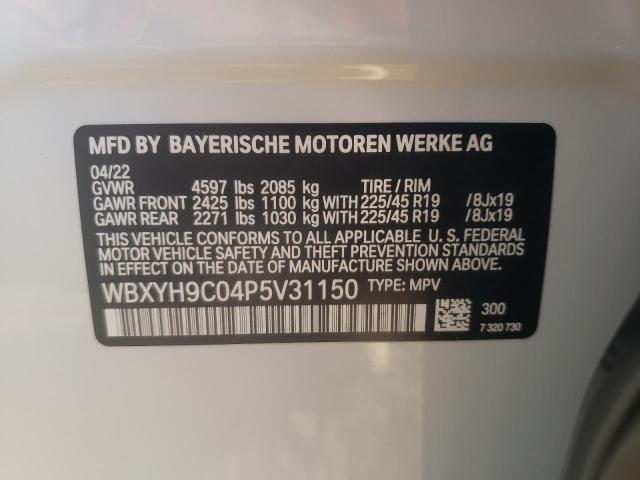 MFD BY BAYERISCHE MOTOREN WERKE AG
04/22
GVWR 4597 lbs 2085 kg TIRE / RIM
GAWR FRONT 2425 lbs 1100 kg WITH 225/45 R19 /8Jx19
GAWR REAR 2271 lbs 1030 kg WITH 225/45 R19 /8Jx19
THIS VEHICLE CONFORMS TO ALL APPLICABLE U. S. FEDERAL
MOTOR VEHICLE SAFETY AND THEFT PREVENTION STANDARDS
IN EFFECT ON THE DATE OF MANUFACTURE SHOWN ABOVE.
WBXYH9C04P5V31150 TYPE: MPV
300
7 320 730